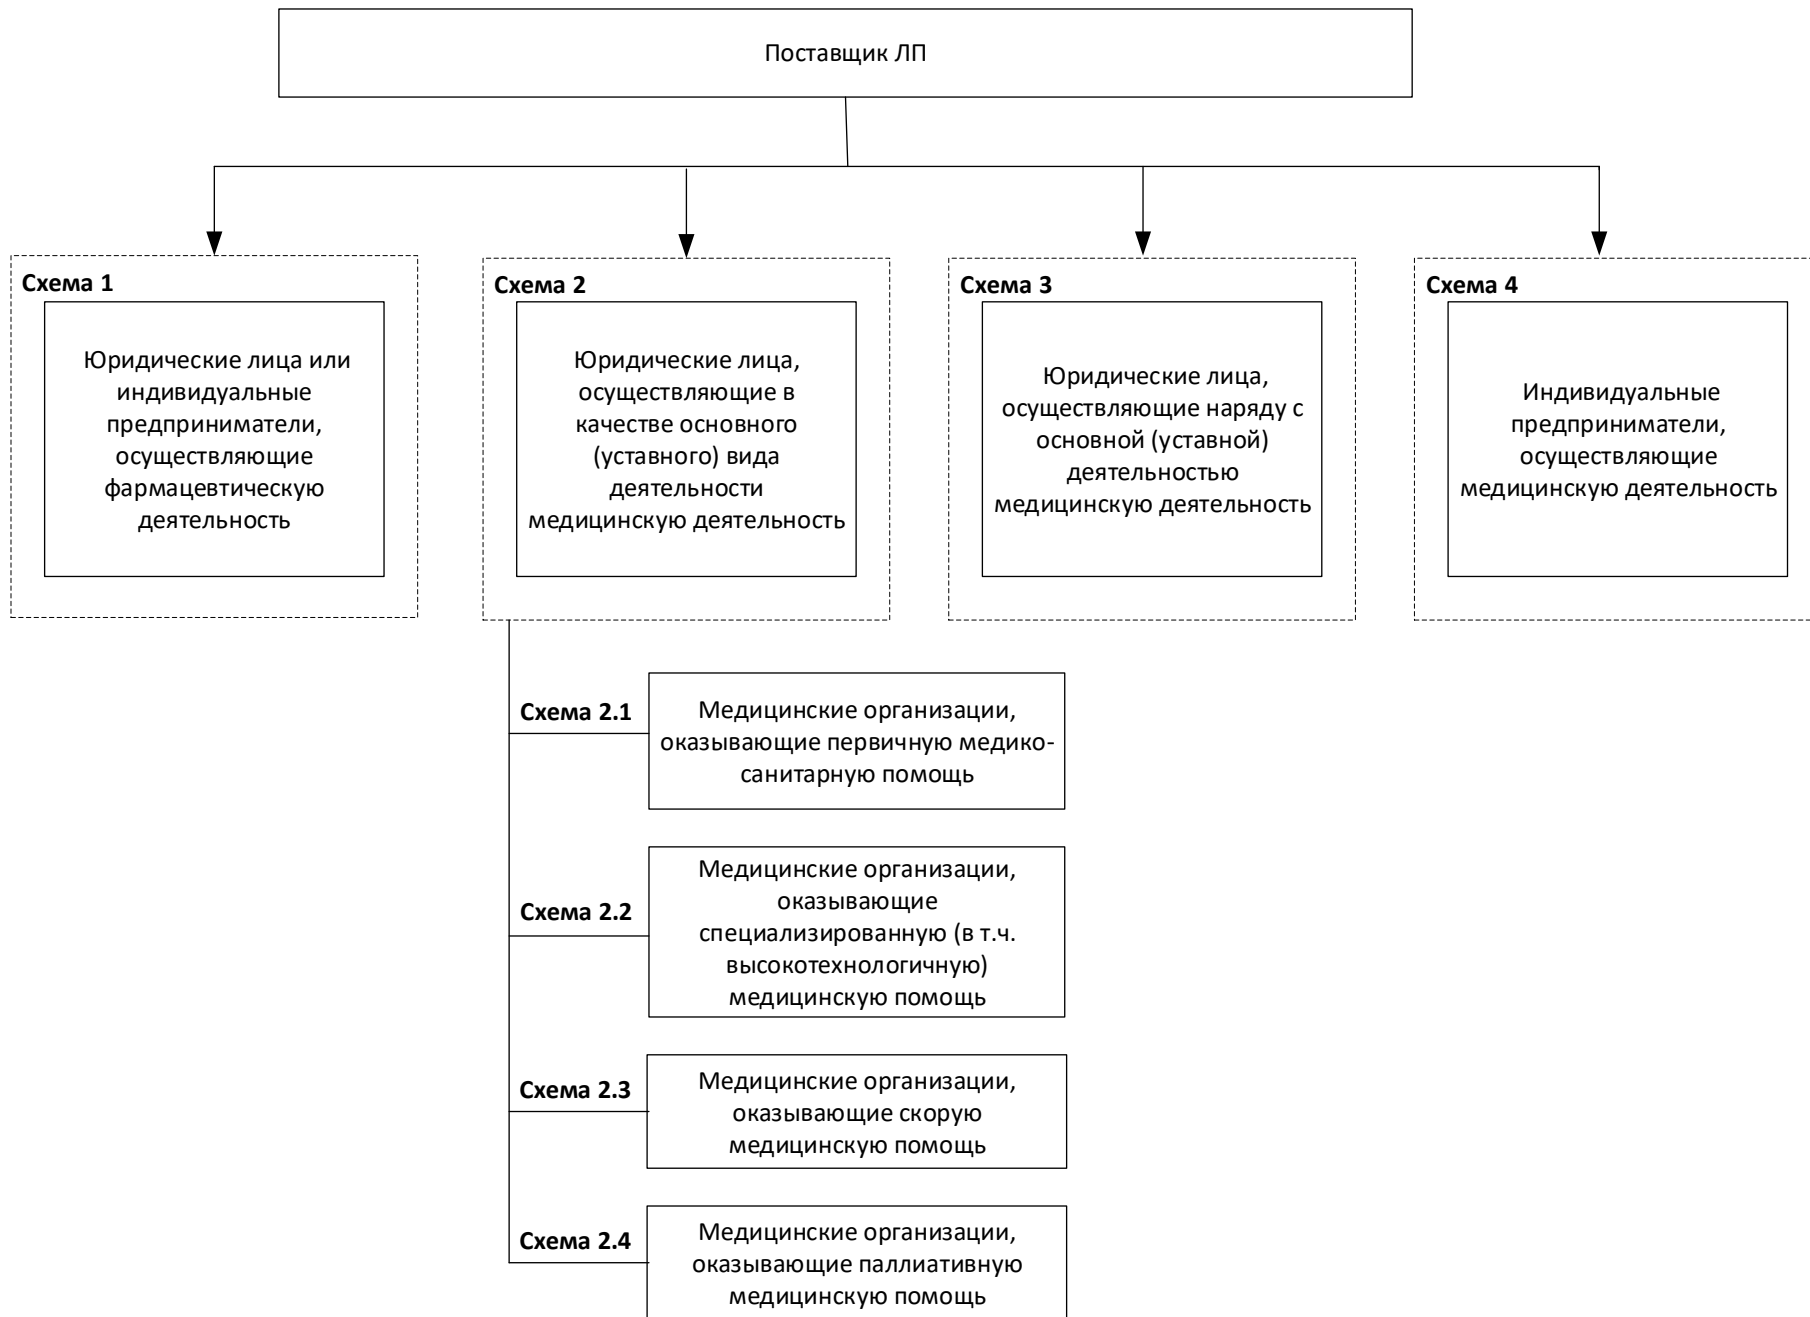 Поставщик ЛП
Схема 1
Юридические лица или
индивидуальные
предприниматели,
осуществляющие
фармацевтическую
деятельность
Схема 2
Юридические лица,
осуществляющие в
качестве основного
(уставного) вида
деятельности
медицинскую деятельность
Схема 3
Юридические лица,
осуществляющие наряду с
основной (уставной)
деятельностью
медицинскую деятельность
Схема 4
Индивидуальные
предприниматели,
осуществляющие
медицинскую деятельность
Схема 2.1
Медицинские организации,
оказывающие первичную медико-
санитарную помощь
Схема 2.2
Медицинские организации,
оказывающие
специализированную (в т.ч.
высокотехнологичную)
медицинскую помощь
Схема 2.3
Медицинские организации,
оказывающие скорую
медицинскую помощь
Схема 2.4
Медицинские организации,
оказывающие паллиативную
медицинскую помощь